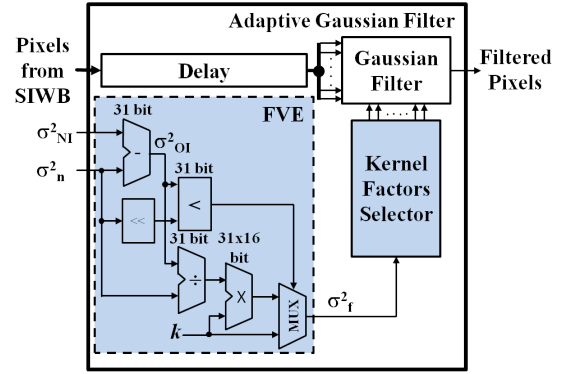 Adaptive Gaussian Filter
Pixels
from
SIWB
Delay
Gaussian
Filter
Filtered
Pixels
FVE
31 bit
σ²NI
-
σ²OI
σ²n
31 bit
<<
<
Kernel
Factors
Selector
31 bit
31x16
bit
÷
X
MUX
σ²f
k